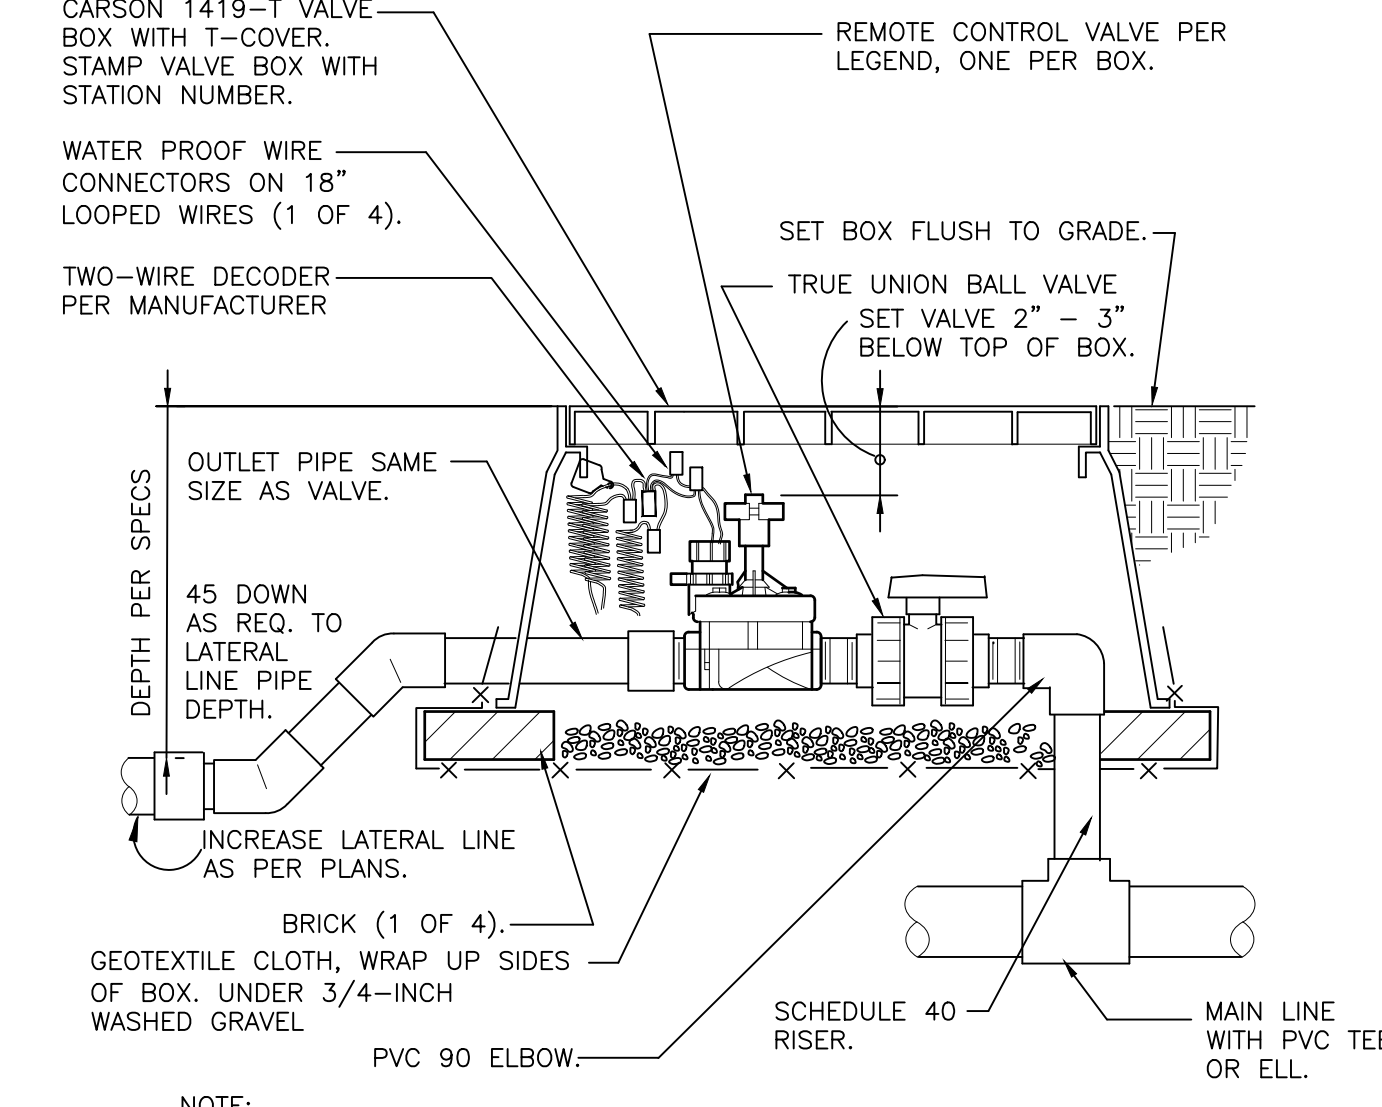 CARSON 1419-T VALVE
BOX WITH T-COVER.
STAMP VALVE BOX WITH
STATION NUMBER.
REMOTE CONTROL VALVE PER
LEGEND, ONE PER BOX.
WATER PROOF WIRE
CONNECTORS ON 18"
LOOPED WIRES (1 OF 4).
SET BOX FLUSH TO GRADE.
TWO-WIRE DECODER
PER MANUFACTURER
TRUE UNION BALL VALVE
SET VALVE 2" - 3"
BELOW TOP OF BOX.
DEPTH PER SPECS
OUTLET PIPE SAME
SIZE AS VALVE.
45 DOWN
AS REQ. TO
LATERAL
LINE PIPE
DEPTH.
INCREASE LATERAL LINE
AS PER PLANS.
BRICK (1 OF 4).
GEOTEXTILE CLOTH, WRAP UP SIDES
OF BOX. UNDER 3/4-INCH
WASHED GRAVEL
PVC 90 ELBOW.
SCHEDULE 40
RISER.
MAIN LINE
WITH PVC TEE
OR ELL.
NOTE: